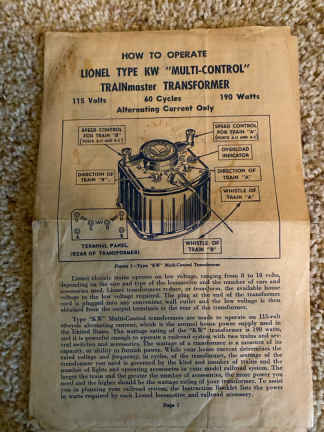 HOW TO OPERATE
LIONEL TYPE KW "MULTI-CONTROL"
TRAINmaster TRANSFORMER
115 Volts 60 Cycles 190 Watts
Alternating Current Only
SPEED CONTROL
FOR TRAIN "B"
SPEED CONTROL
FOR TRAIN "A"
OVERLOAD
INDICATOR
DIRECTION OF
TRAIN "B"
DIRECTION OF
TRAIN "A"
WHISTLE OF
TRAIN "A"
TERMINAL PANEL
(REAR OF TRANSFORMER)
WHISTLE OF
TRAIN "B"
Figure 1—Type "KW" Multi-Control Transformer
Lionel electric trains operate on low voltage, ranging from 8 to 18 volts,
depending on the size and type of the locomotive and the number of cars and
accessories used. Lionel transformers reduce, or transform, the available house
voltage to the low voltage required. The plug at the end of the transformer
cord is plugged into any convenient wall outlet and the low voltage is then
obtained from the output terminals in the rear of the transformer.
Type "KW" Multi-Control transformers are made to operate on 115-volt
60-cycle alternating current, which is the normal house power supply used in
the United States. The wattage rating of the "KW" transformer is 190 watts,
and it is powerful enough to operate a railroad system with two trains and sev-
eral switches and accessories. The wattage of a transformer is a measure of its
capacity, or ability to furnish power. While your house current determines the
rated voltage and frequency, in cycles, of the transformer, the wattage of the
transformer you need is governed by the kind and number of trains and the
number of lights and operating accessories in your model railroad system. The
larger the train and the greater the number of accessories, the more power you
need and the higher should be the wattage rating of your transformer. To assist
you in planning your railroad system, the Instruction Booklet lists the power
in watts required by each Lionel locomotive and railroad accessory.
Page 1